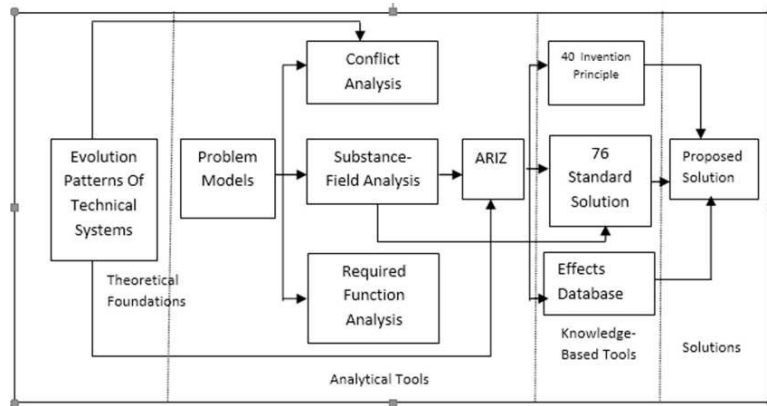 Conflict
Analysis
40 Invention
Principle
Evolution
Patterns Of
Technical
Systems
Problem
Models
Substance-
Field Analysis
ARIZ
76
Standard
Solution
Proposed
Solution
Theoretical
Foundations
Required
Function
Analysis
Effects
Database
Knowledge-
Based Tools
Solutions
Analytical Tools